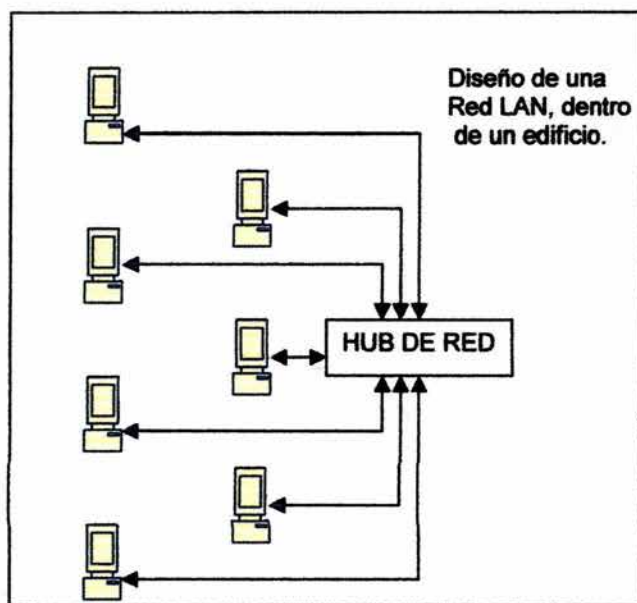 Diseño de una
Red LAN, dentro
de un edificio.
HUB DE RED